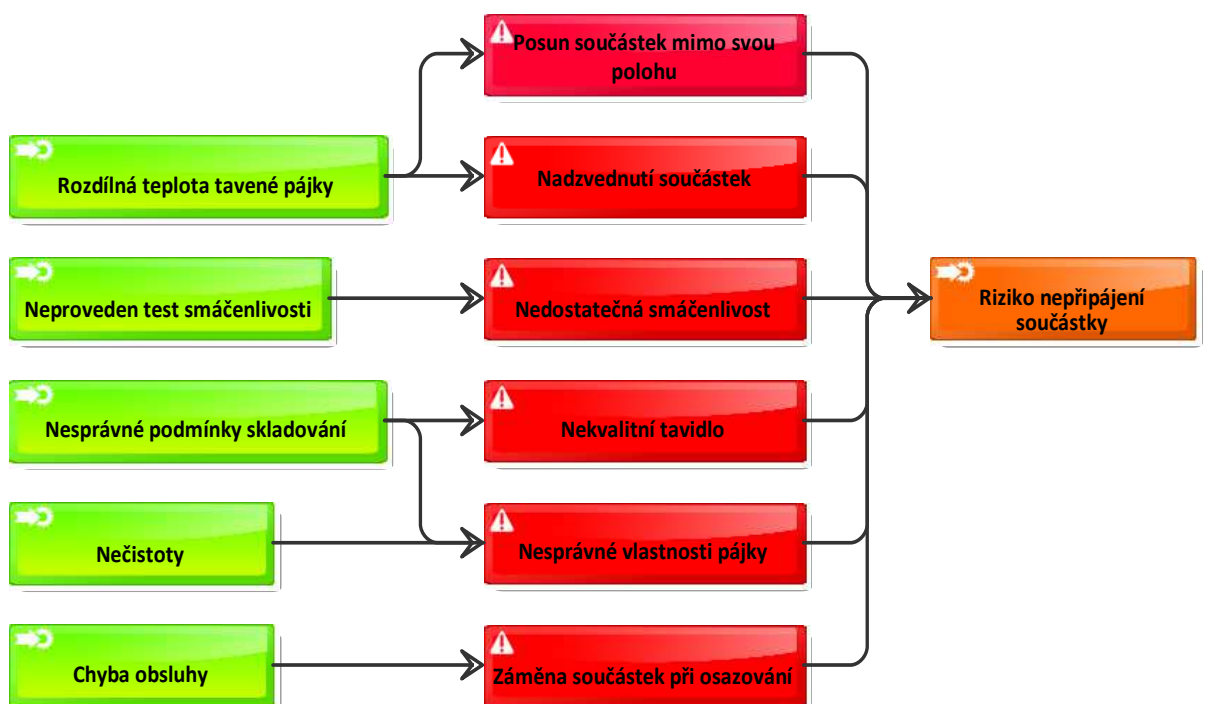 Posun součástek mimo svou
polohu
Rozdílná teplota tavené pájky
Nadzvednutí součástek
Neproveden test smáčenlivosti
Nedostatečná smáčenlivost
Riziko nepřipájení
součástky
Nesprávné podmínky skladování
Nekvalitní tavidlo
Nečistoty
Nesprávné vlastnosti pájky
Chyba obsluhy
Záměna součástek při osazování